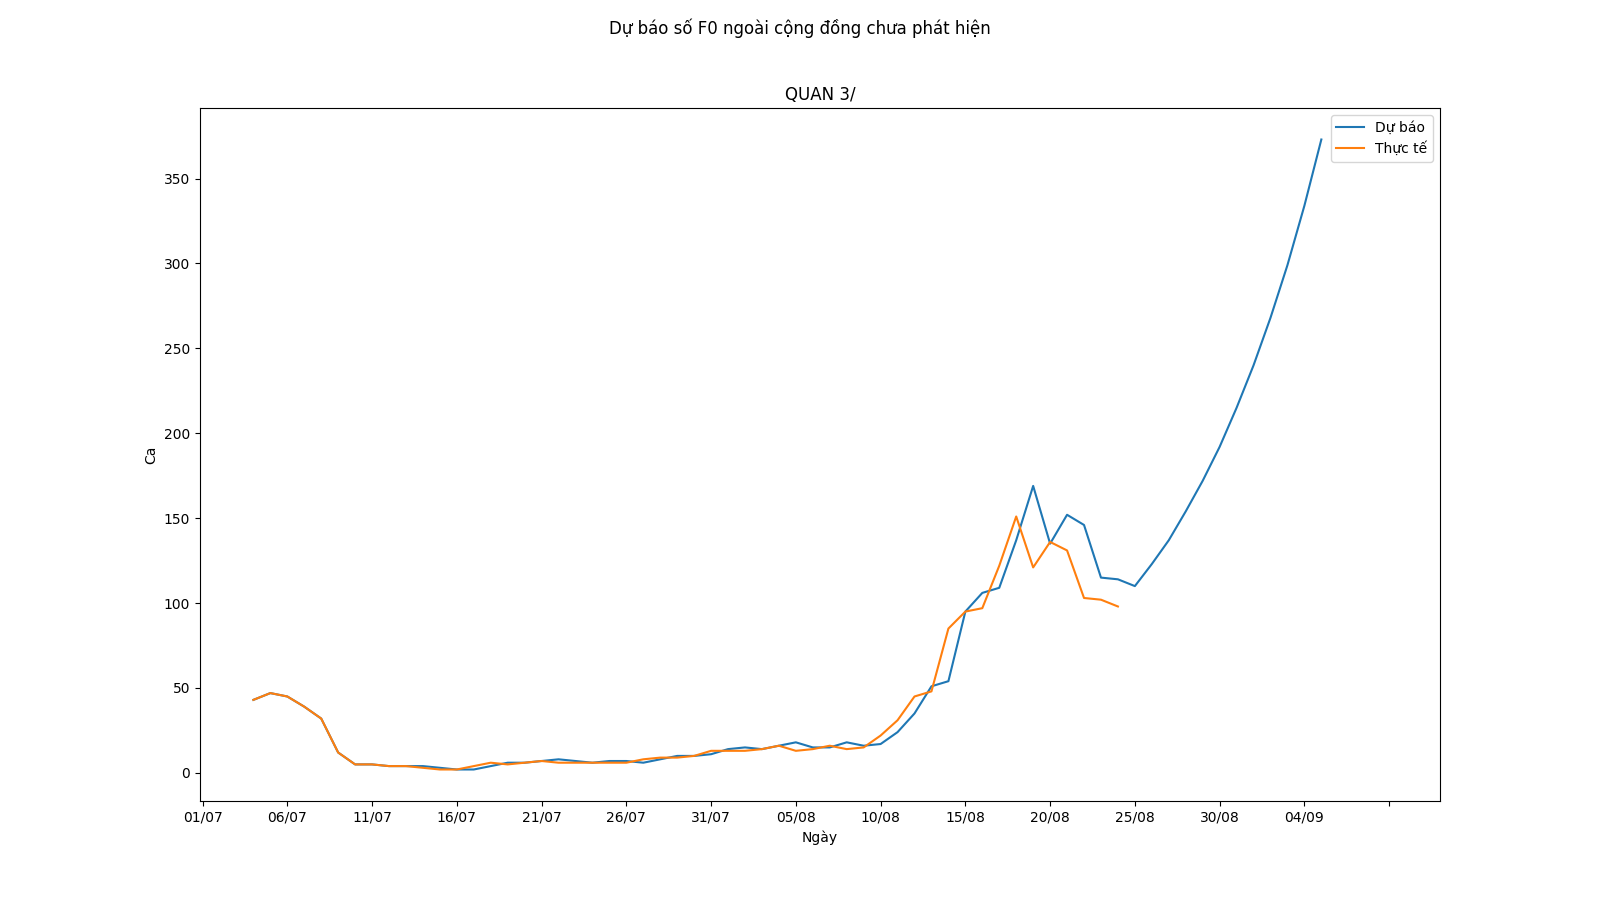 Dự báo số F0 ngoài cộng đồng chưa phát hiện
QUAN 3/
Dự báo
Thực tế
350
300
250
200
150
100
50
0
Ca
01/07 06/07 11/07 16/07 21/07 26/07 31/07 05/08 10/08 15/08 20/08 25/08 30/08 04/09
Ngày